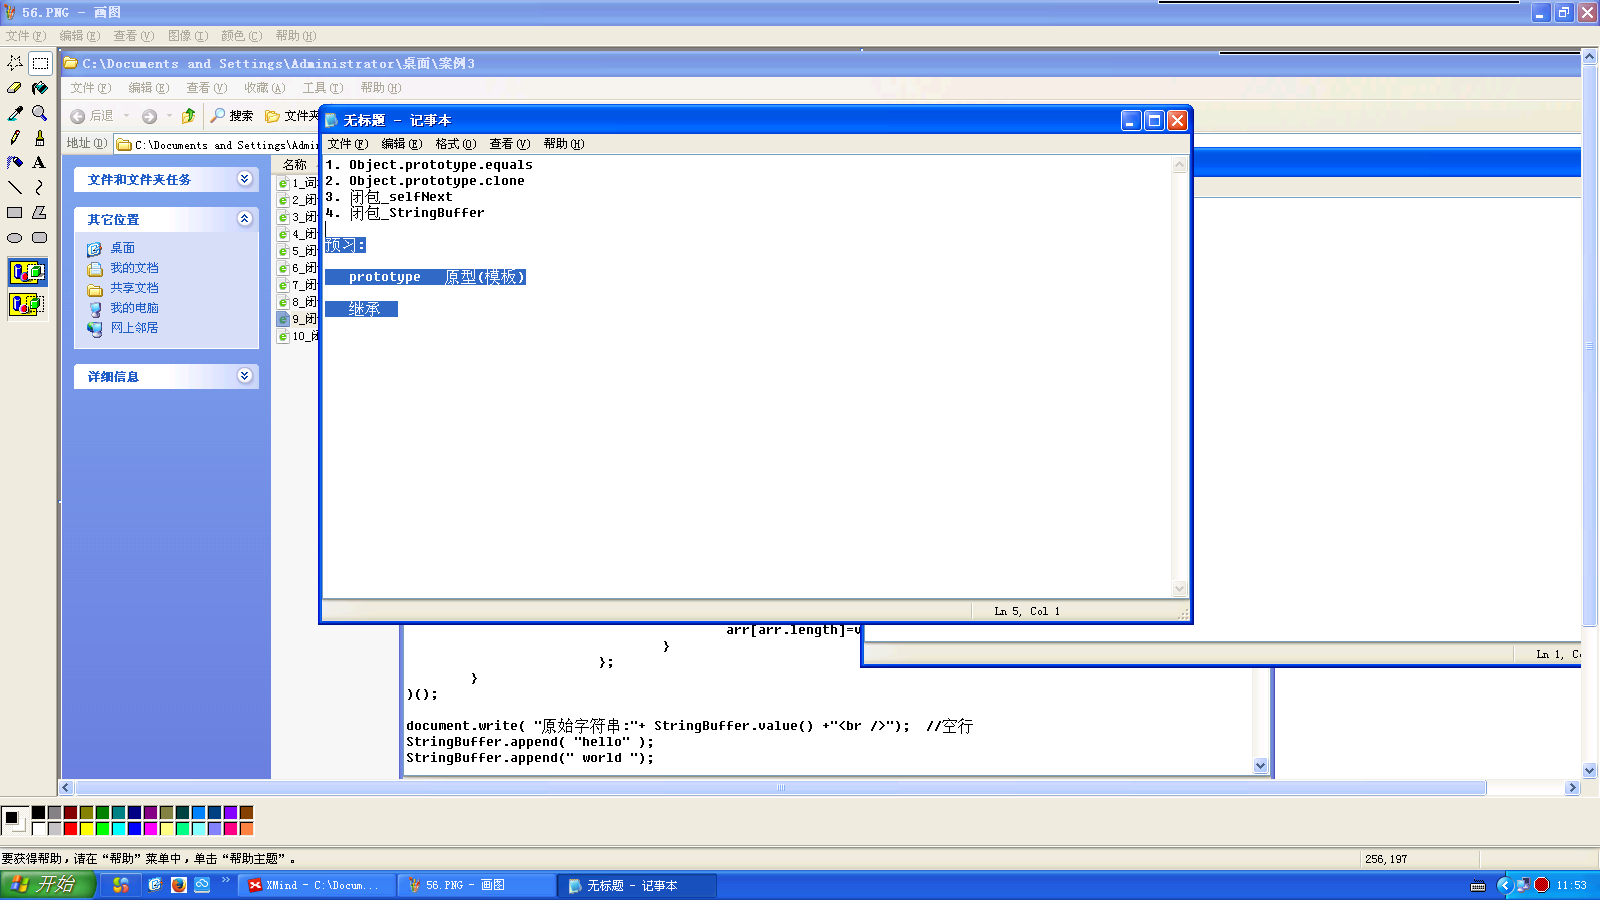 56.PNG - 画图
文件(F) 编辑(E) 查看(V) 图像(I) 颜色(C) 帮助(H)
C:\Documents and Settings\Administrator\桌面\案例3
文件(F) 编辑(E) 查看(V) 收藏(A) 工具(T) 帮助(H)
后退 搜索 文件夹
地址(D) C:\Documents and Settings\Admi
文件和文件夹任务
其它位置
桌面
我的文档
共享文档
我的电脑
网上邻居
详细信息
名称
1_词
2_闭
3_闭
4_闭
5_闭
6_闭
7_闭
8_闭
9_闭
10_闭
无标题 - 记事本
文件(F) 编辑(E) 格式(O) 查看(V) 帮助(H)
1. Object.prototype.equals
2. Object.prototype.clone
3. 闭包_selfNext
4. 闭包_StringBuffer
预习:
prototype 原型(模板)
继承
Ln 5, Col 1
arr[arr.length]=v
}
};
}
)();
document.write( "原始字符串:"+ StringBuffer.value() +"<br />"); //空行
StringBuffer.append( "hello" );
StringBuffer.append(" world ");
Ln 1, C
要获得帮助，请在“帮助”菜单中，单击“帮助主题”。
256,197
开始
XMind - C:\Docum...
56.PNG - 画图
无标题 - 记事本
11:53